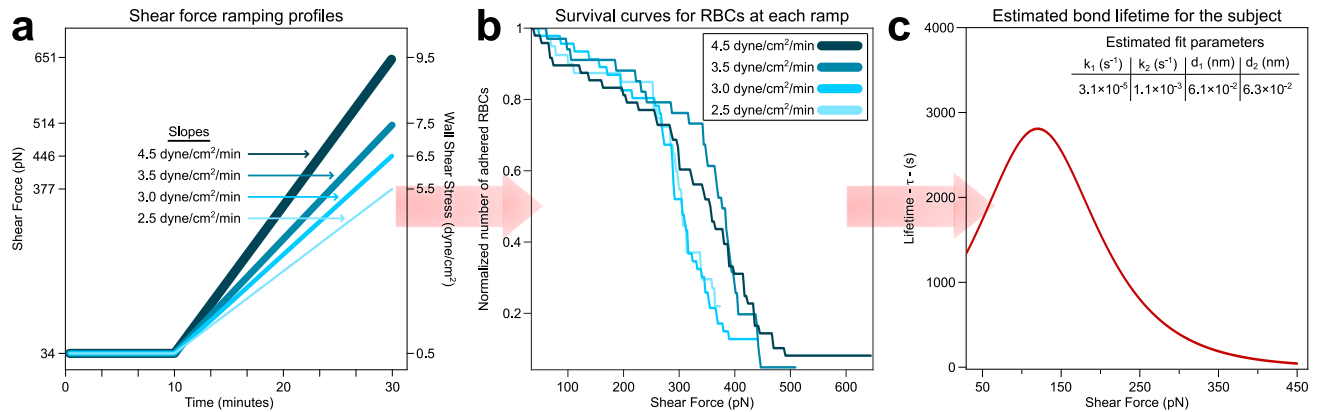 a
Shear force ramping profiles
651
514
446
377
34
Shear Force (pN)
Slopes
4.5 dyne/cm²/min
3.5 dyne/cm²/min
3.0 dyne/cm²/min
2.5 dyne/cm²/min
9.5
7.5
6.5
5.5
0.5
Wall Shear Stress (dyne/cm²)
0 10 20 30
Time (minutes)
b
Survival curves for RBCs at each ramp
1
0.8
0.6
0.4
0.2
Normalized number of adhered RBCs
4.5 dyne/cm²/min
3.5 dyne/cm²/min
3.0 dyne/cm²/min
2.5 dyne/cm²/min
100 200 300 400 500 600
Shear Force (pN)
c
Estimated bond lifetime for the subject
4000
3000
2000
1000
0
Lifetime - τ - (s)
Estimated fit parameters
k₁ (s⁻¹) k₂ (s⁻¹) d₁ (nm) d₂ (nm)
3.1×10⁻⁵ 1.1×10⁻³ 6.1×10⁻² 6.3×10⁻²
50 150 250 350 450
Shear Force (pN)